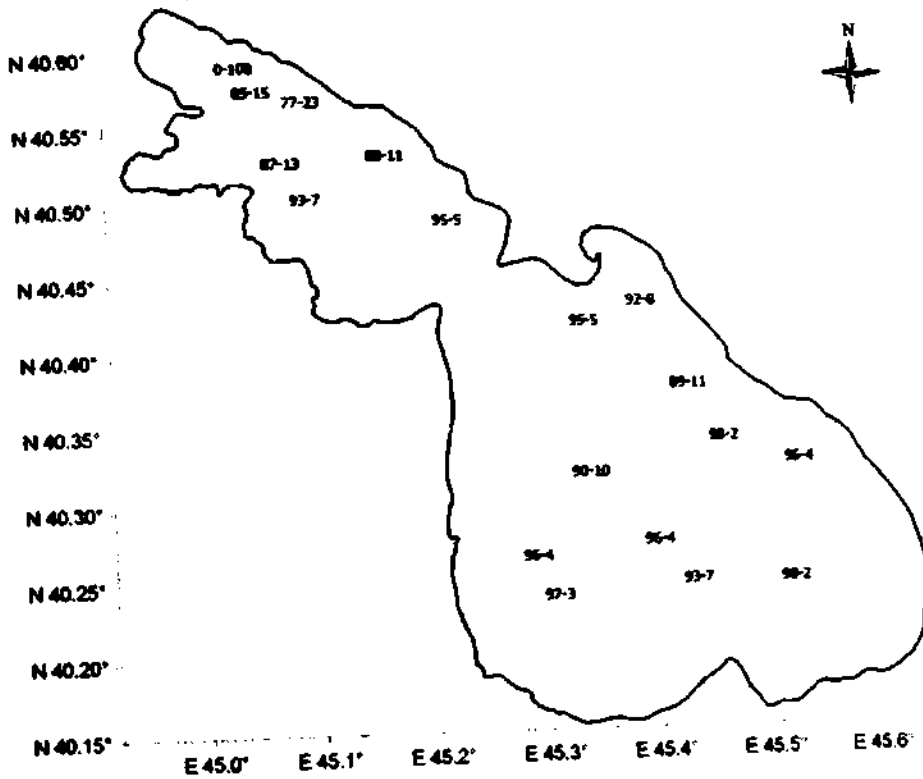 N
N 40.60°
0-100
85-15
77-23
N 40.55°
87-13
93-7
N 40.50°
95-5
N 40.45°
92-8
95-5
N 40.40°
89-11
98-2
N 40.35°
96-4
90-10
N 40.30°
96-4
96-4
93-7
98-2
N 40.25°
97-3
N 40.20°
N 40.15°
E 45.0°
E 45.1°
E 45.2°
E 45.3°
E 45.4°
E 45.5°
E 45.6°